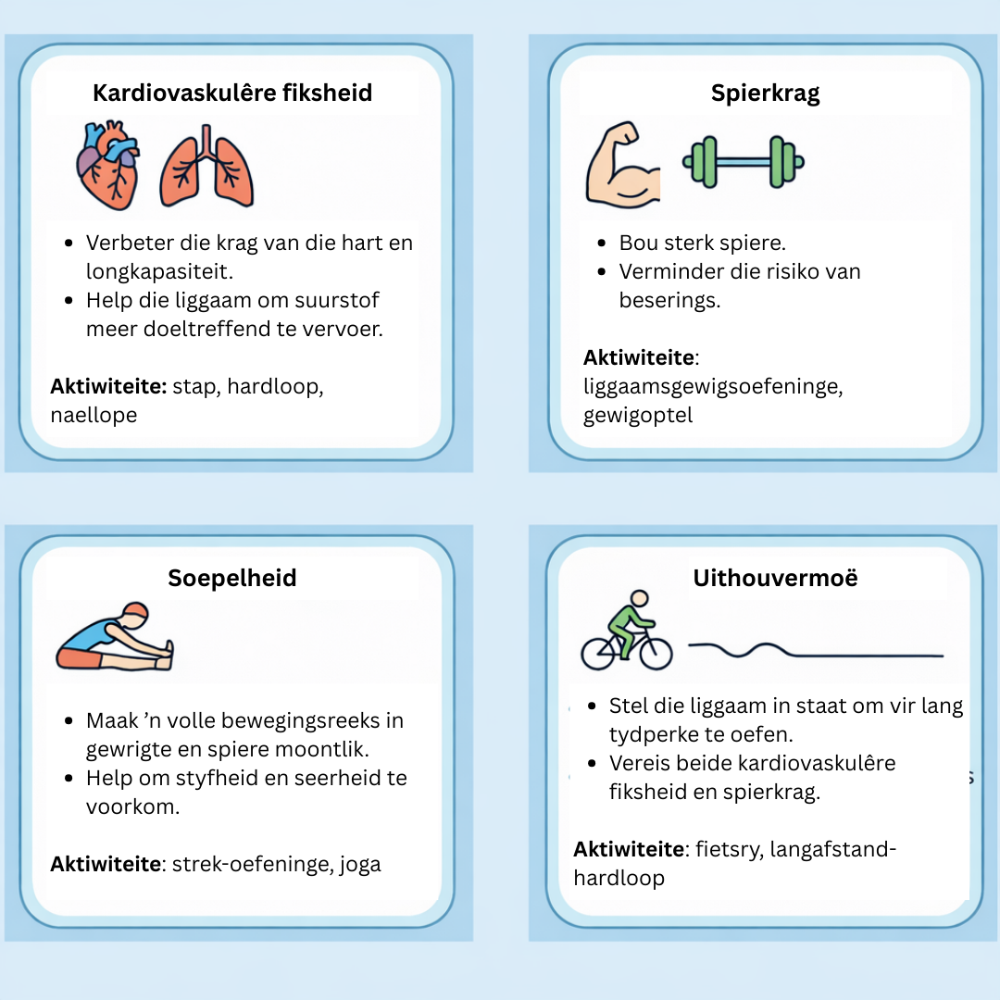 Kardiovaskulêre fiksheid
• Verbeter die krag van die hart en
longkapasiteit.
• Help die liggaam om suurstof
meer doeltreffend te vervoer.
Aktiwiteite: stap, hardloop,
naellope
Spierkrag
• Bou sterk spiere.
• Verminder die risiko van
beserings.
Aktiwiteite:
liggaamsgewigsoefeninge,
gewigoptel
Soepelheid
• Maak ’n volle bewegingsreeks in
gewrigte en spiere moontlik.
• Help om styfheid en seerheid te
voorkom.
Aktiwiteite: strek-oefeninge, joga
Uithouvermoë
• Stel die liggaam in staat om vir lang
tydperke te oefen.
• Vereis beide kardiovaskulêre
fiksheid en spierkrag.
Aktiwiteite: fietsry, langafstand-
hardloop